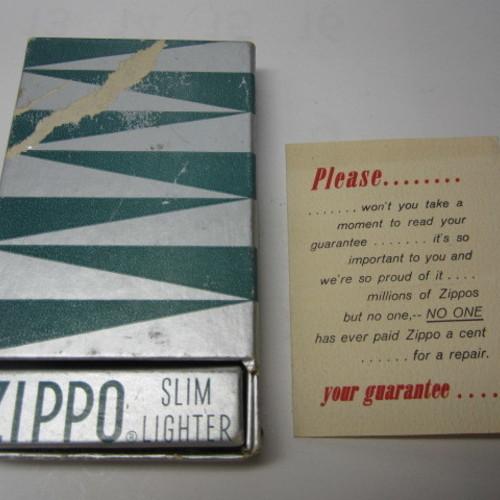 ZIPPO® SLIM
LIGHTER
Please........
.......won't you take a
moment to read your
guarantee ....... it's so
important to you and
we're so proud of it ....
millions of Zippos
but no one,-- NO ONE
has ever paid Zippo a cent
...... for a repair.
your guarantee ....